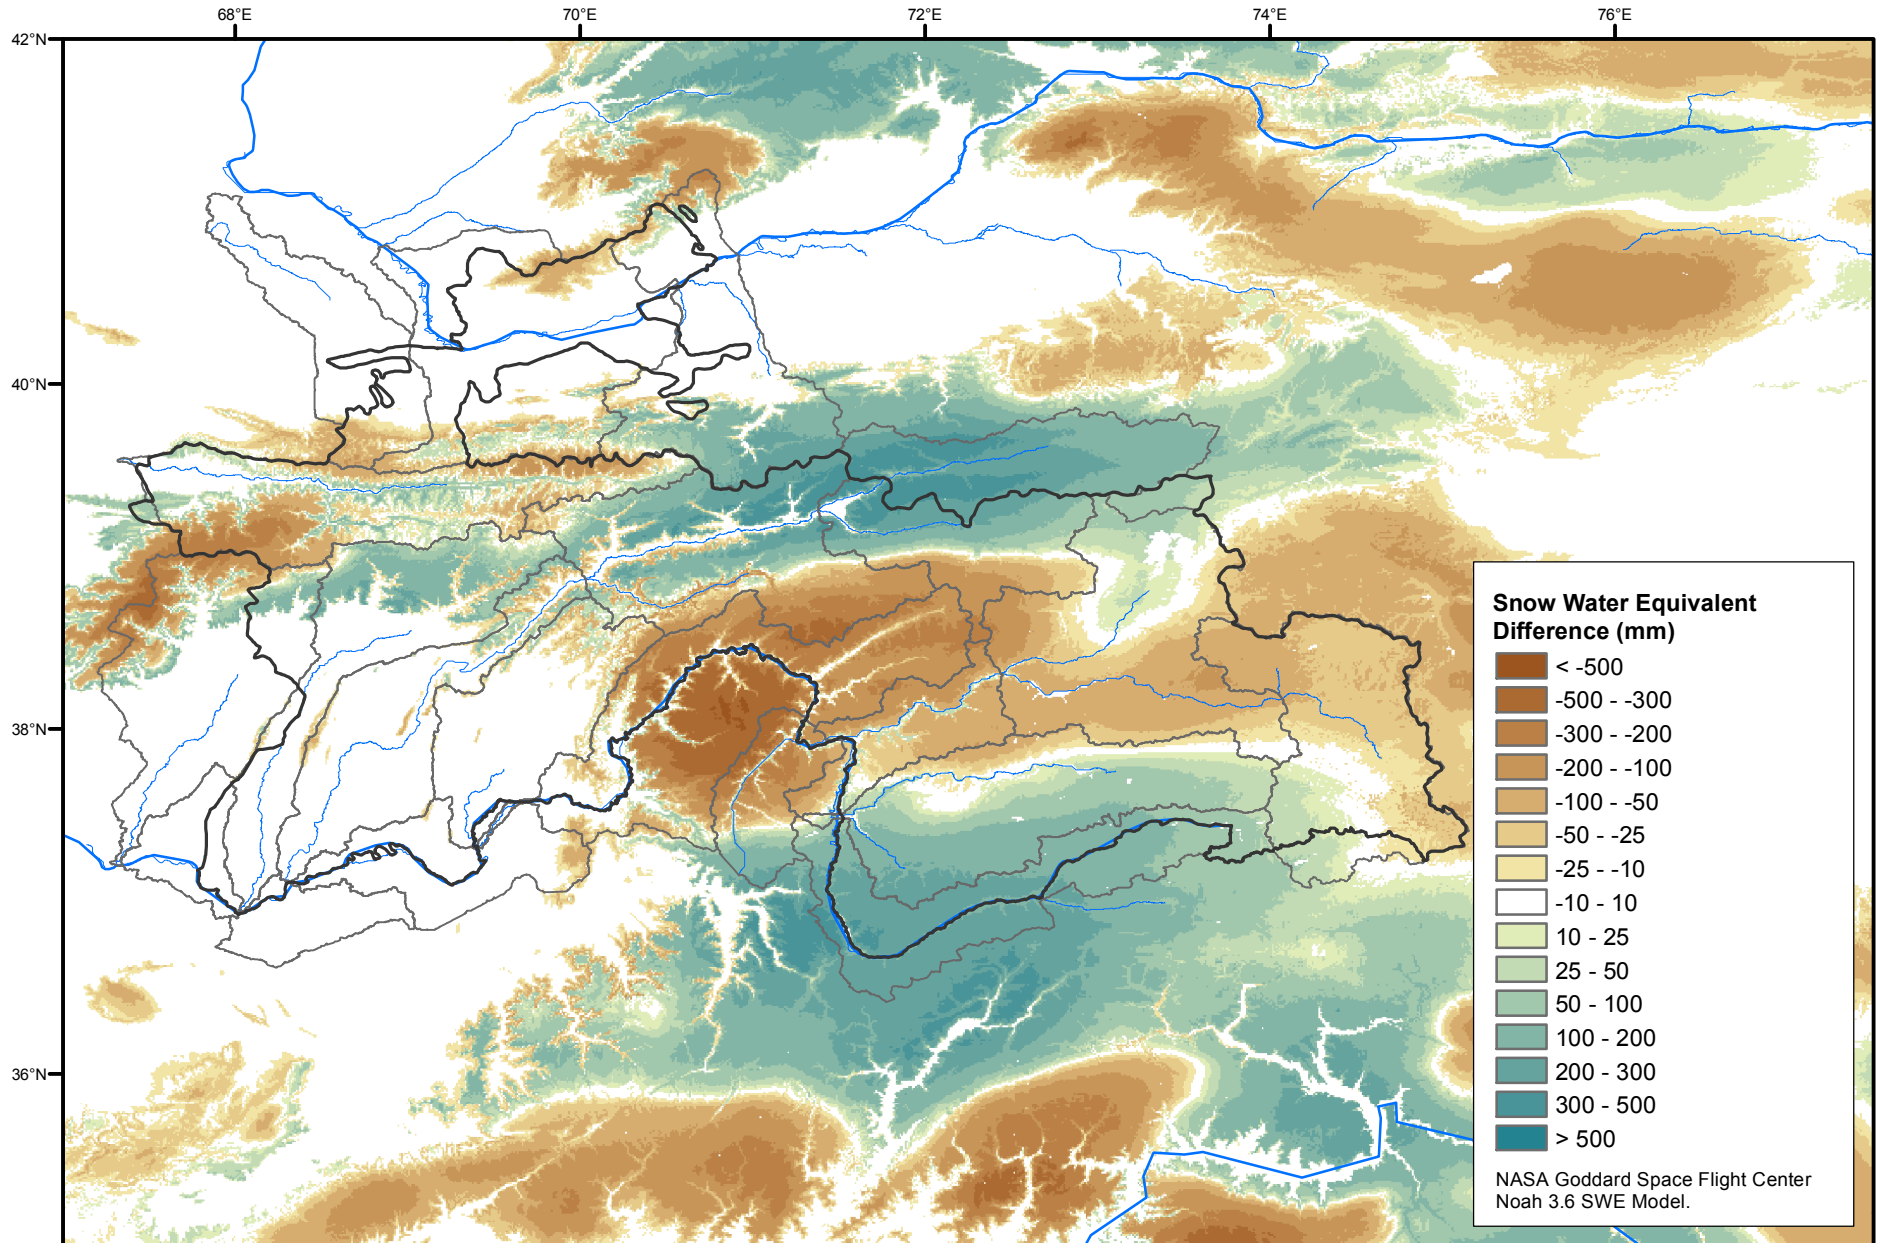 68°E
70°E
72°E
74°E
76°E
42°N
40°N
38°N
36°N
Snow Water Equivalent
Difference (mm)
< -500
-500 - -300
-300 - -200
-200 - -100
-100 - -50
-50 - -25
-25 - -10
-10 - 10
10 - 25
25 - 50
50 - 100
100 - 200
200 - 300
300 - 500
> 500
NASA Goddard Space Flight Center
Noah 3.6 SWE Model.